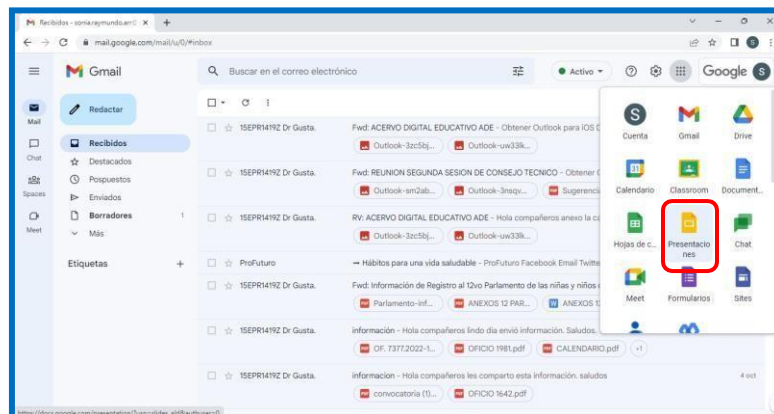 Recibidos - sonia.raymundo.arr
mail.google.com/mail/u/0/#inbox
Gmail
Buscar en el correo electrónico
Activo
Google
S
Redactar
Mail
Chat
Spaces
Meet
Recibidos
Destacados
Pospuestos
Enviados
Borradores 1
Más
Etiquetas
15EPR1419Z Dr Gusta. Fwd: ACERVO DIGITAL EDUCATIVO ADE - Obtener Outlook para iOS
Outlook-3zc5bj... Outlook-uw33lk...
15EPR1419Z Dr Gusta. Fwd: REUNION SEGUNDA SESION DE CONSEJO TECNICO - Obtener
Outlook-sm2ab... Outlook-3nsqv... Sugerenci
15EPR1419Z Dr Gusta. RV: ACERVO DIGITAL EDUCATIVO ADE - Hola compañeros anexo la
Outlook-3zc5bj... Outlook-uw33lk...
ProFuturo → Hábitos para una vida saludable - ProFuturo Facebook Email Twitte
15EPR1419Z Dr Gusta. Fwd: Información de Registro al 12vo Parlamento de las niñas y niños
Parlamento-inf... ANEXOS 12 PAR... ANEXOS
15EPR1419Z Dr Gusta. información - Hola compañeros lindo dia envió información. Saludos.
OF. 7377.2022-1... OFICIO 1981.pdf CALENDARIO.pdf +1
15EPR1419Z Dr Gusta. informacion - Hola compañeros les comparto esta información. saludos 4 oct
convocatoria (1)... OFICIO 1642.pdf
S
Cuenta Gmail Drive
Calendario Classroom Document...
Hojas de c... Presentacio
nes Chat
Meet Formularios Sites